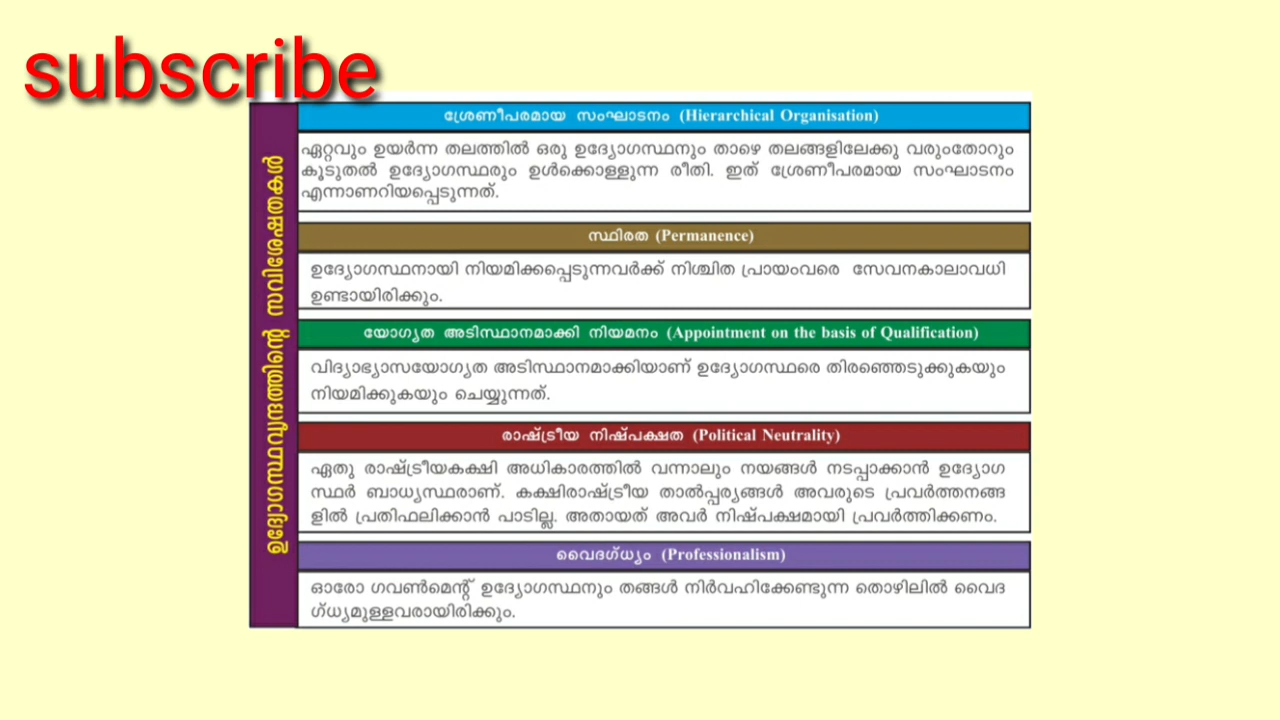 subscribe
ഉദ്യോഗസ്ഥവൃന്ദത്തിന്റെ സവിശേഷതകൾ
ശ്രേണീപരമായ സംഘാടനം (Hierarchical Organisation)
ഏറ്റവും ഉയർന്ന തലത്തിൽ ഒരു ഉദ്യോഗസ്ഥനും താഴെ തലങ്ങളിലേക്കു വരുംതോറും
കൂടുതൽ ഉദ്യോഗസ്ഥരും ഉൾക്കൊള്ളുന്ന രീതി. ഇത് ശ്രേണീപരമായ സംഘാടനം
എന്നാണറിയപ്പെടുന്നത്.
സ്ഥിരത (Permanence)
ഉദ്യോഗസ്ഥനായി നിയമിക്കപ്പെടുന്നവർക്ക് നിശ്ചിത പ്രായംവരെ സേവനകാലാവധി
ഉണ്ടായിരിക്കും.
യോഗ്യത അടിസ്ഥാനമാക്കി നിയമനം (Appointment on the basis of Qualification)
വിദ്യാഭ്യാസയോഗ്യത അടിസ്ഥാനമാക്കിയാണ് ഉദ്യോഗസ്ഥരെ തിരഞ്ഞെടുക്കുകയും
നിയമിക്കുകയും ചെയ്യുന്നത്.
രാഷ്ട്രീയ നിഷ്പക്ഷത (Political Neutrality)
ഏതു രാഷ്ട്രീയകക്ഷി അധികാരത്തിൽ വന്നാലും നയങ്ങൾ നടപ്പാക്കാൻ ഉദ്യോഗ
സ്ഥർ ബാധ്യസ്ഥരാണ്. കക്ഷിരാഷ്ട്രീയ താൽപ്പര്യങ്ങൾ അവരുടെ പ്രവർത്തനങ്ങ
ളിൽ പ്രതിഫലിക്കാൻ പാടില്ല. അതായത് അവർ നിഷ്പക്ഷമായി പ്രവർത്തിക്കണം.
വൈദഗ്ധ്യം (Professionalism)
ഓരോ ഗവൺമെന്റ് ഉദ്യോഗസ്ഥനും തങ്ങൾ നിർവഹിക്കേണ്ടുന്ന തൊഴിലിൽ വൈദ
ഗ്ധ്യമുള്ളവരായിരിക്കും.